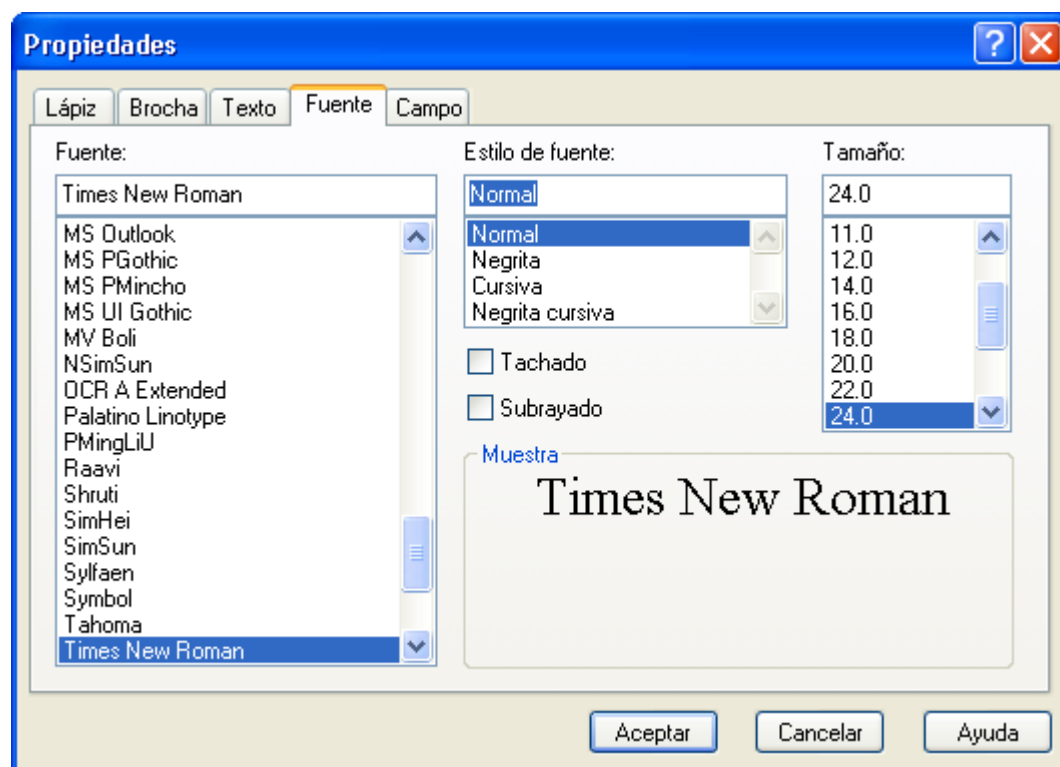 Propiedades
Lápiz Brocha Texto Fuente Campo
Fuente:
Times New Roman
MS Outlook
MS PGothic
MS PMincho
MS UI Gothic
MV Boli
NSimSun
OCR A Extended
Palatino Linotype
PMingLiU
Raavi
Shruti
SimHei
SimSun
Sylfaen
Symbol
Tahoma
Times New Roman
Estilo de fuente:
Normal
Normal
Negrita
Cursiva
Negrita cursiva
Tachado
Subrayado
Tamaño:
24.0
11.0
12.0
14.0
16.0
18.0
20.0
22.0
24.0
Muestra
Times New Roman
Aceptar Cancelar Ayuda